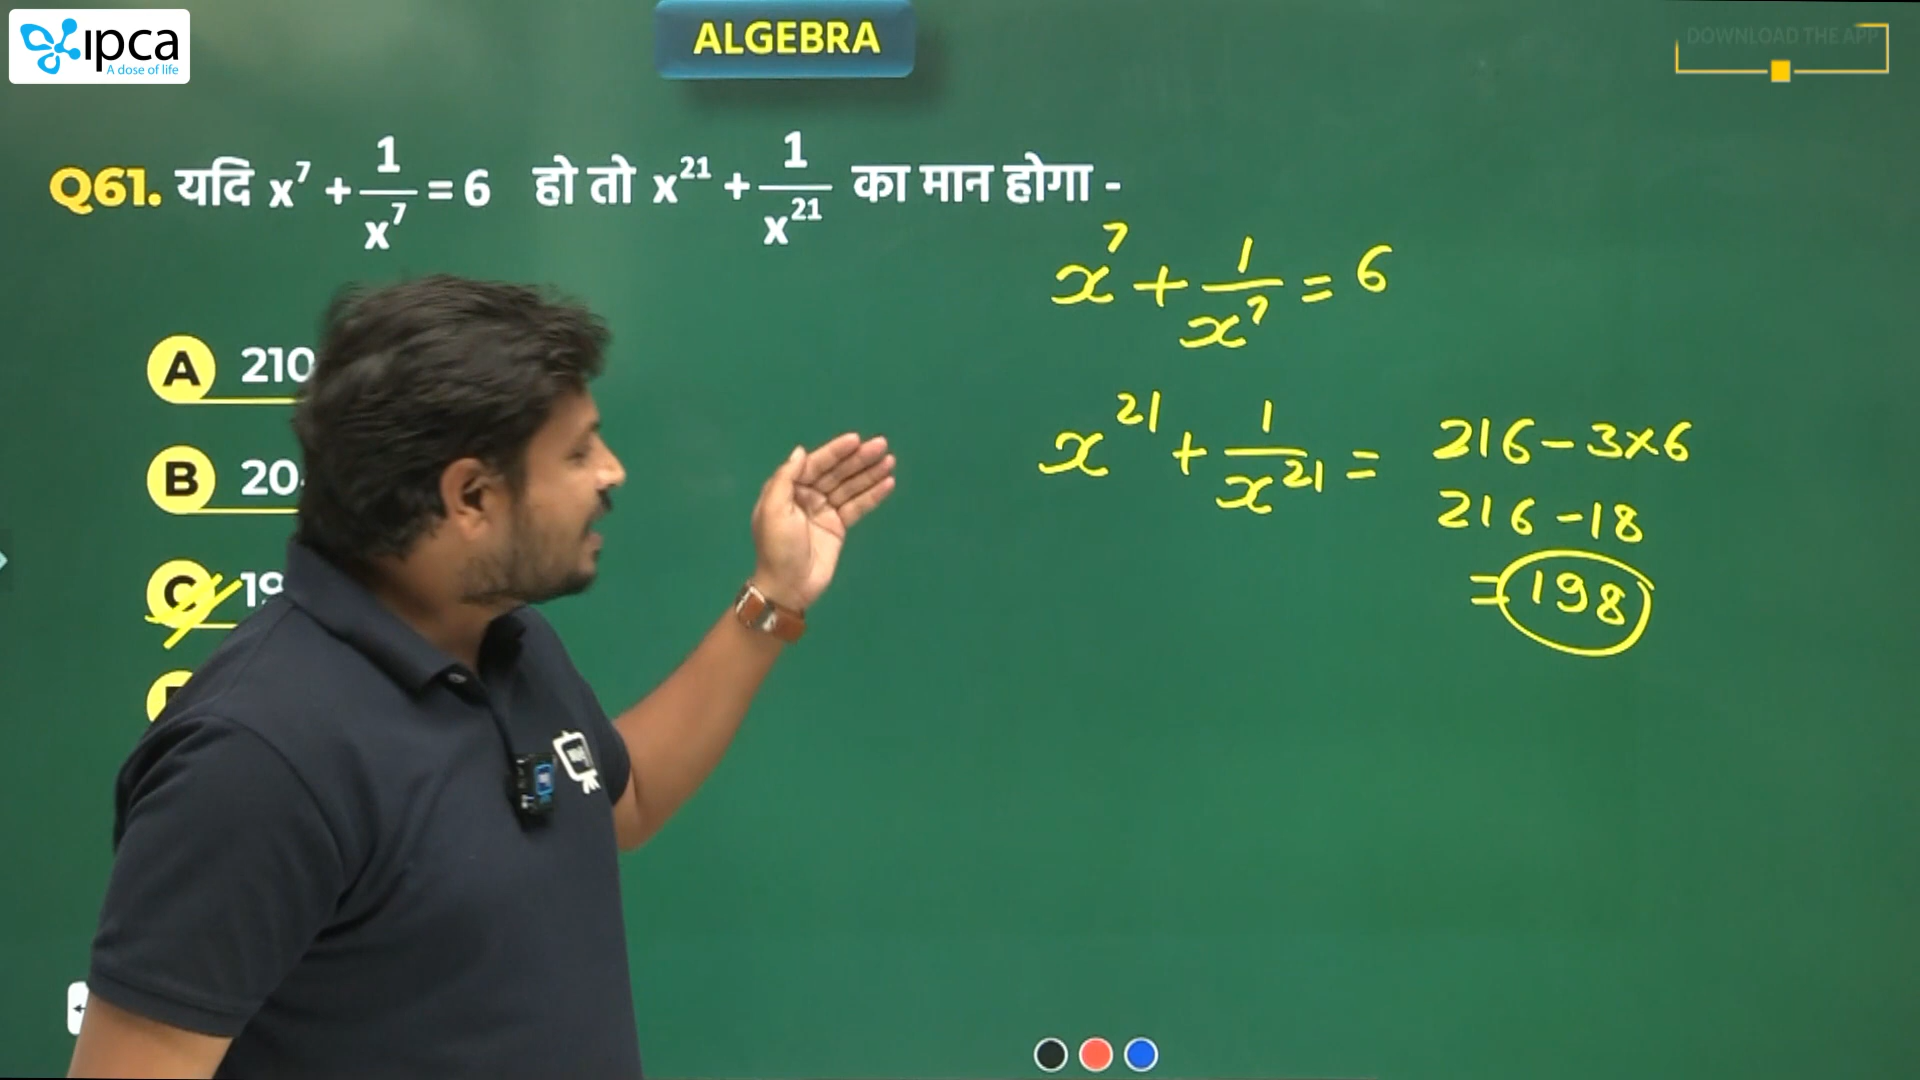 ıpca
A dose of life
ALGEBRA
DOWNLOAD THE APP
Q61. यदि x⁷ + 1/x⁷ = 6 हो तो x²¹ + 1/x²¹ का मान होगा -
x⁷ + 1/x⁷ = 6
A 210
x²¹ + 1/x²¹ = 216 - 3×6
B 20
216 - 18
C 19
= 198